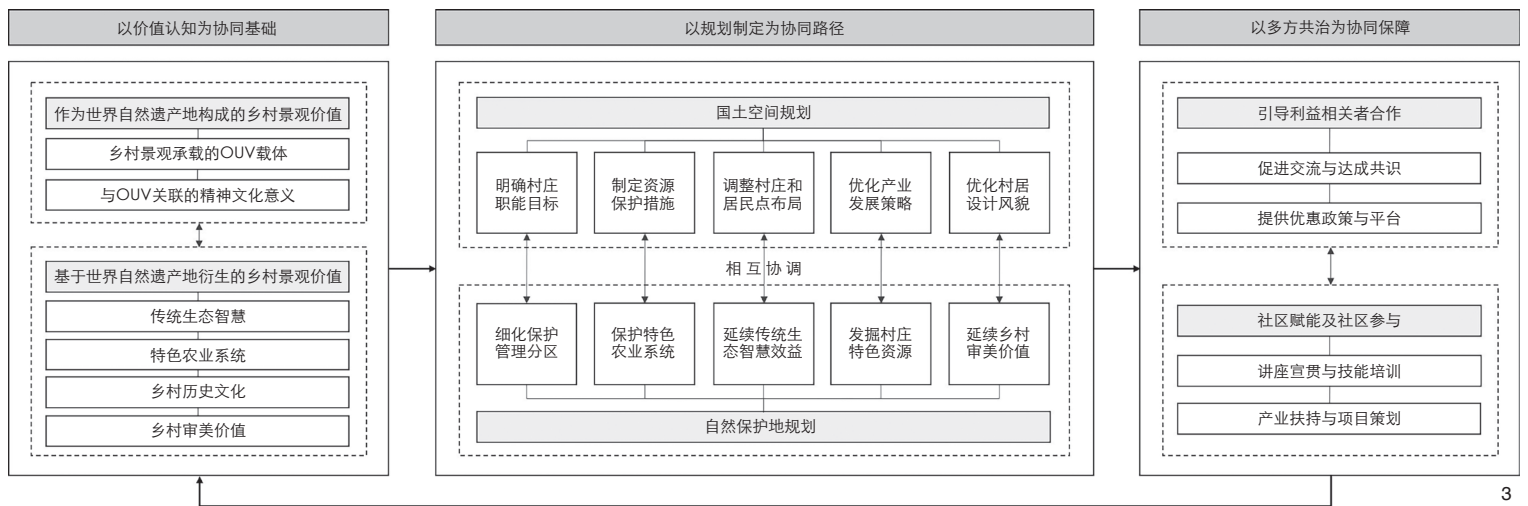 以价值认知为协同基础
作为世界自然遗产地构成的乡村景观价值
乡村景观承载的OUV载体
与OUV关联的精神文化意义
基于世界自然遗产地衍生的乡村景观价值
传统生态智慧
特色农业系统
乡村历史文化
乡村审美价值
以规划制定为协同路径
国土空间规划
明确村庄
职能目标
制定资源
保护措施
调整村庄和
居民点布局
优化产业
发展策略
优化村居
设计风貌
相互协调
细化保护
管理分区
保护特色
农业系统
延续传统生
态智慧效益
发掘村庄
特色资源
延续乡村
审美价值
自然保护地规划
以多方共治为协同保障
引导利益相关者合作
促进交流与达成共识
提供优惠政策与平台
社区赋能及社区参与
讲座宣贯与技能培训
产业扶持与项目策划
3